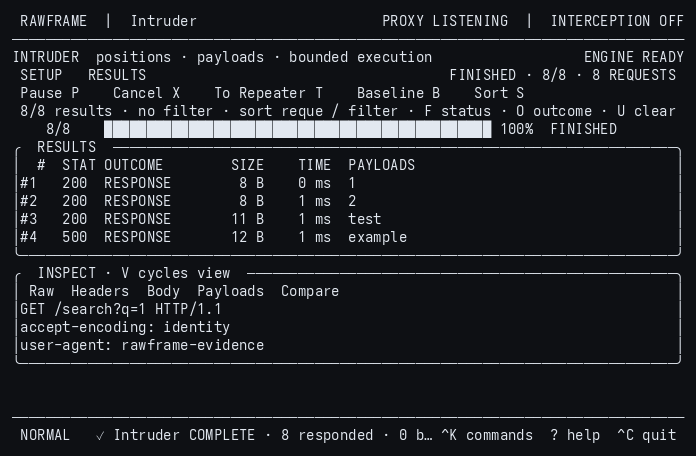 RAWFRAME | Intruder PROXY LISTENING | INTERCEPTION OFF
INTRUDER positions · payloads · bounded execution ENGINE READY
SETUP RESULTS FINISHED · 8/8 · 8 REQUESTS
Pause P Cancel X To Repeater T Baseline B Sort S
8/8 results · no filter · sort reque / filter · F status · O outcome · U clear
8/8 100% FINISHED
RESULTS
# STAT OUTCOME SIZE TIME PAYLOADS
#1 200 RESPONSE 8 B 0 ms 1
#2 200 RESPONSE 8 B 1 ms 2
#3 200 RESPONSE 11 B 1 ms test
#4 500 RESPONSE 12 B 1 ms example
INSPECT · V cycles view
Raw Headers Body Payloads Compare
GET /search?q=1 HTTP/1.1
accept-encoding: identity
user-agent: rawframe-evidence
NORMAL ✓ Intruder COMPLETE · 8 responded · 0 b… ^K commands ? help ^C quit